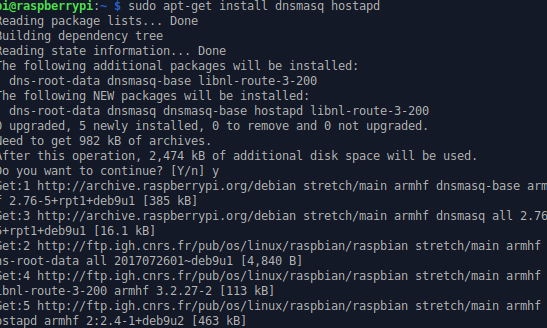 pi@raspberrypi:~ $ sudo apt-get install dnsmasq hostapd
Reading package lists... Done
Building dependency tree
Reading state information... Done
The following additional packages will be installed:
dns-root-data dnsmasq-base libnl-route-3-200
The following NEW packages will be installed:
dns-root-data dnsmasq dnsmasq-base hostapd libnl-route-3-200
0 upgraded, 5 newly installed, 0 to remove and 0 not upgraded.
Need to get 982 kB of archives.
After this operation, 2,474 kB of additional disk space will be used.
Do you want to continue? [Y/n] y
Get:1 http://archive.raspberrypi.org/debian stretch/main armhf dnsmasq-base arm
f 2.76-5+rpt1+deb9u1 [385 kB]
Get:3 http://archive.raspberrypi.org/debian stretch/main armhf dnsmasq all 2.76
5+rpt1+deb9u1 [16.1 kB]
Get:2 http://ftp.igh.cnrs.fr/pub/os/linux/raspbian/raspbian stretch/main armhf
ns-root-data all 2017072601~deb9u1 [4,840 B]
Get:4 http://ftp.igh.cnrs.fr/pub/os/linux/raspbian/raspbian stretch/main armhf
ibnl-route-3-200 armhf 3.2.27-2 [113 kB]
Get:5 http://ftp.igh.cnrs.fr/pub/os/linux/raspbian/raspbian stretch/main armhf
ostapd armhf 2:2.4-1+deb9u2 [463 kB]